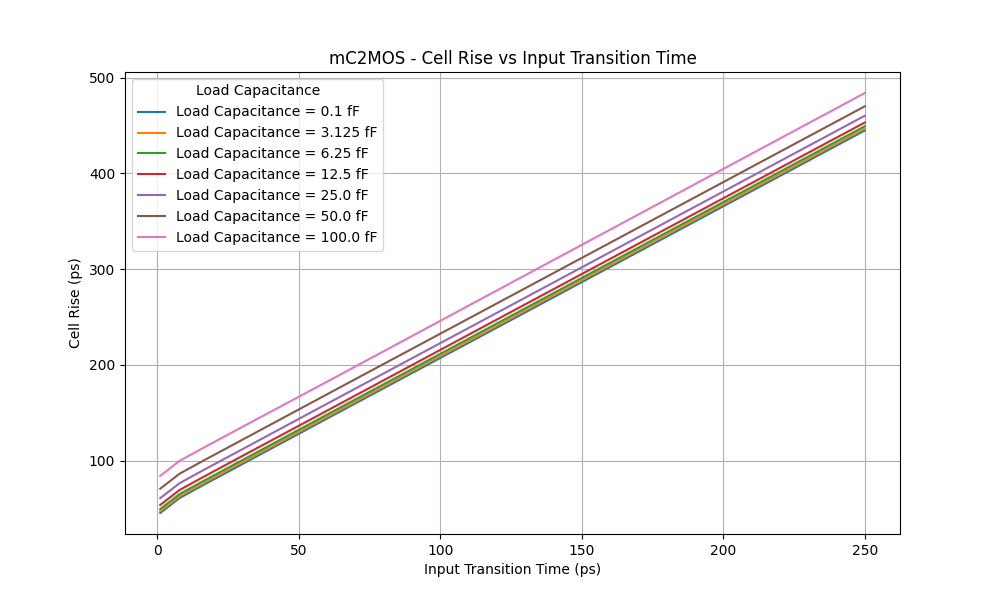 mC2MOS - Cell Rise vs Input Transition Time
500
400
300
200
100
Cell Rise (ps)
Load Capacitance
Load Capacitance = 0.1 fF
Load Capacitance = 3.125 fF
Load Capacitance = 6.25 fF
Load Capacitance = 12.5 fF
Load Capacitance = 25.0 fF
Load Capacitance = 50.0 fF
Load Capacitance = 100.0 fF
0 50 100 150 200 250
Input Transition Time (ps)